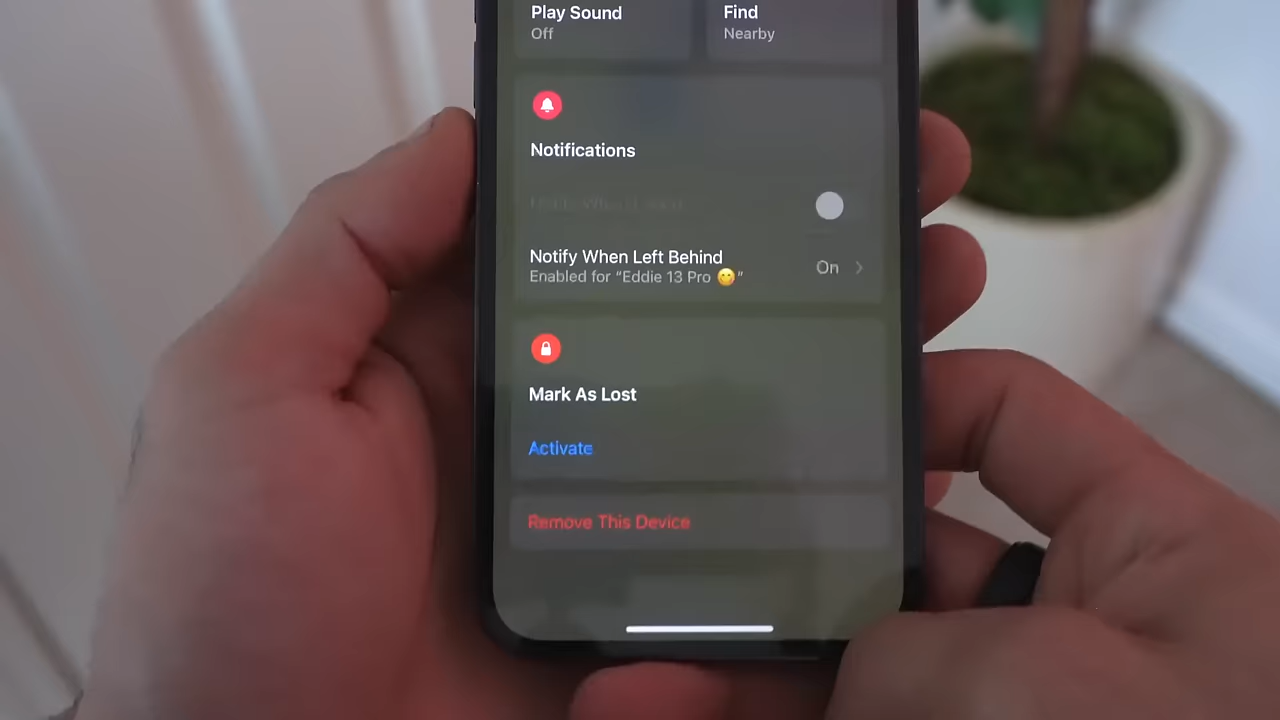 Play Sound
Off
Find
Nearby
Notifications
Notify When Left Behind
On
Enabled for “Eddie 13 Pro 🙂”
Mark As Lost
Activate
Remove This Device